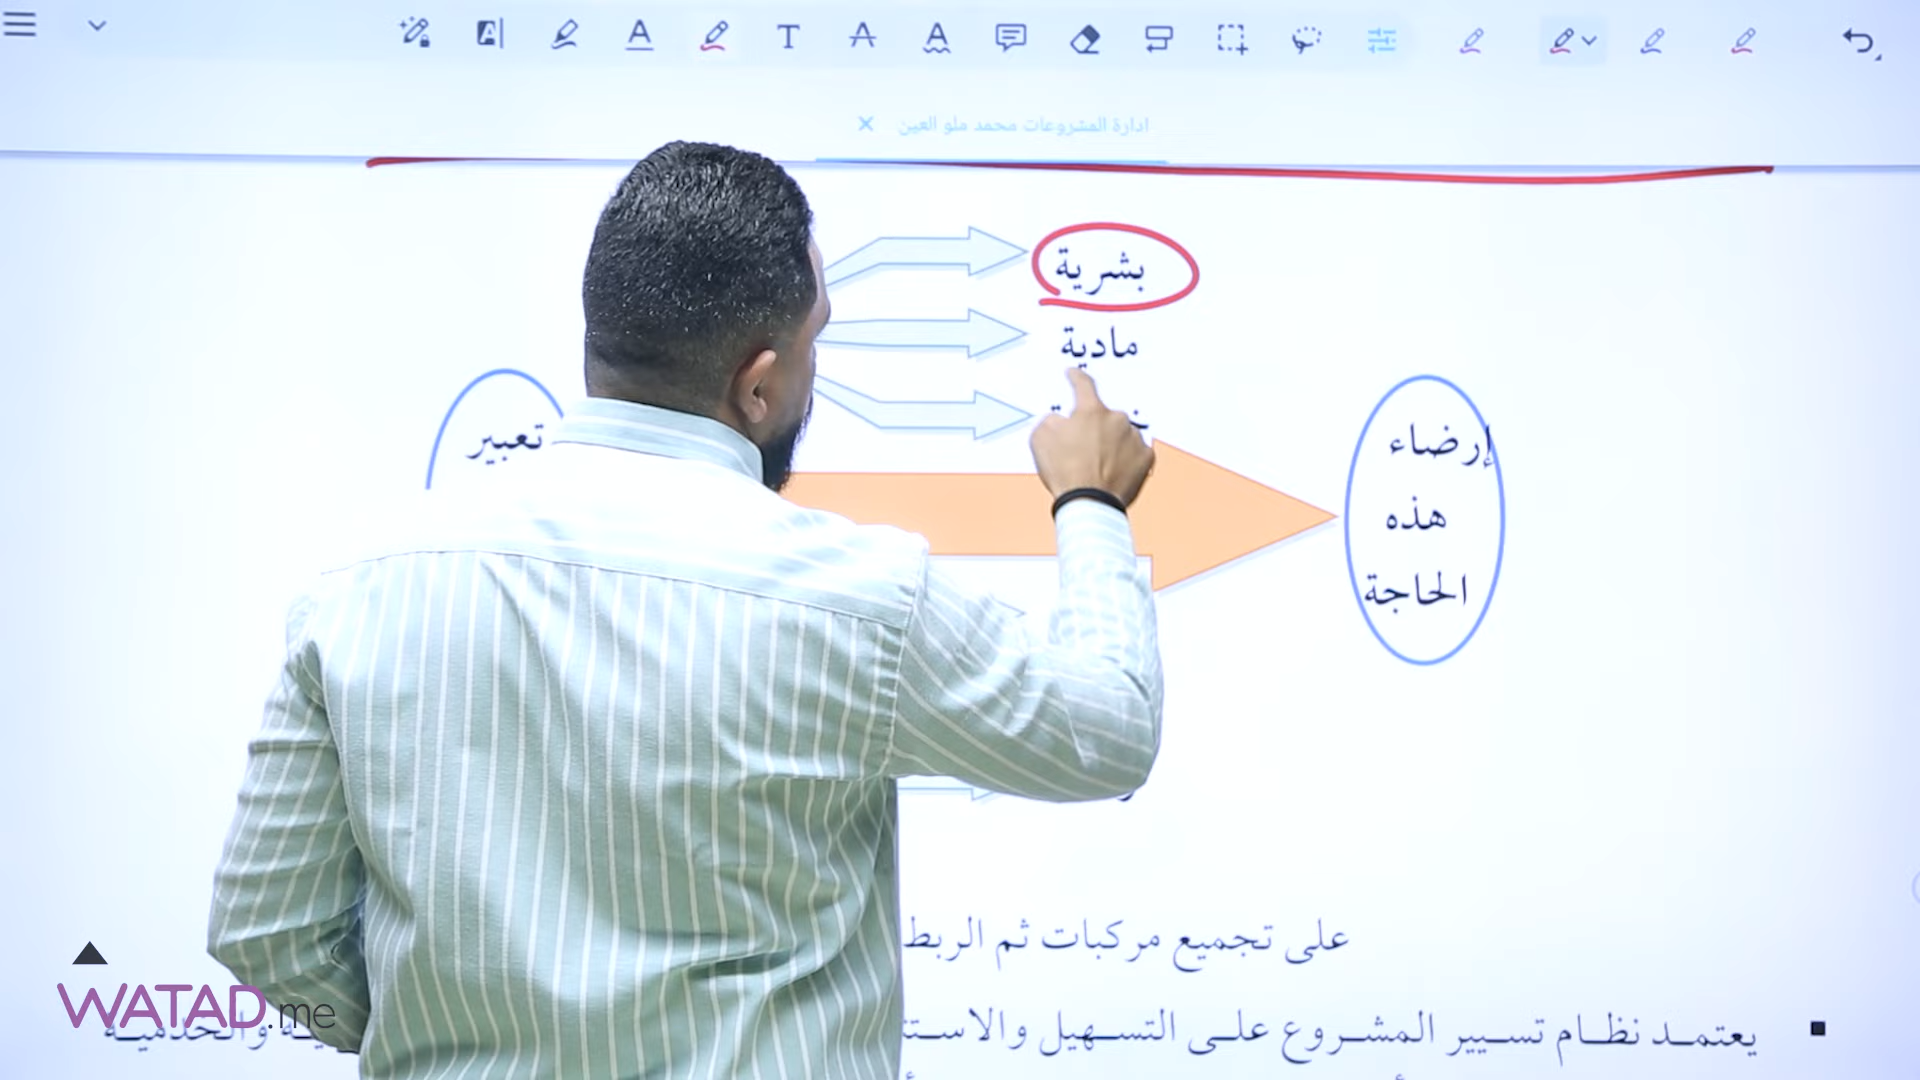 ادارة المشروعات محمد ملو العين
بشرية
مادية
تعبير
إرضاء
هذه
الحاجة
على تجميع مركبات ثم الربط
يعتمد نظام تسيير المشروع على التسهيل والخدمية
WATAD.me